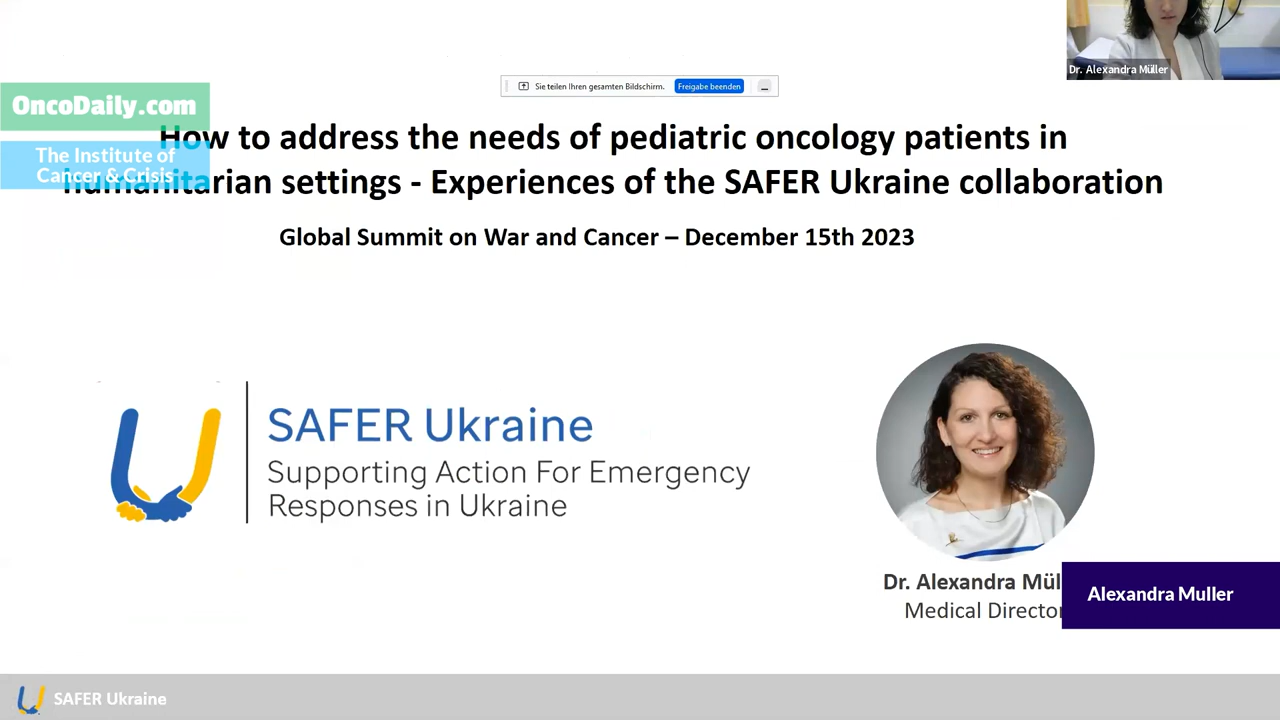 Dr. Alexandra Müller
Sie teilen Ihren gesamten Bildschirm.
Freigabe beenden
OncoDaily.com
The Institute of
Cancer & Crisis
How to address the needs of pediatric oncology patients in
humanitarian settings - Experiences of the SAFER Ukraine collaboration
Global Summit on War and Cancer – December 15th 2023
SAFER Ukraine
Supporting Action For Emergency
Responses in Ukraine
Dr. Alexandra Mül
Medical Director
Alexandra Muller
SAFER Ukraine